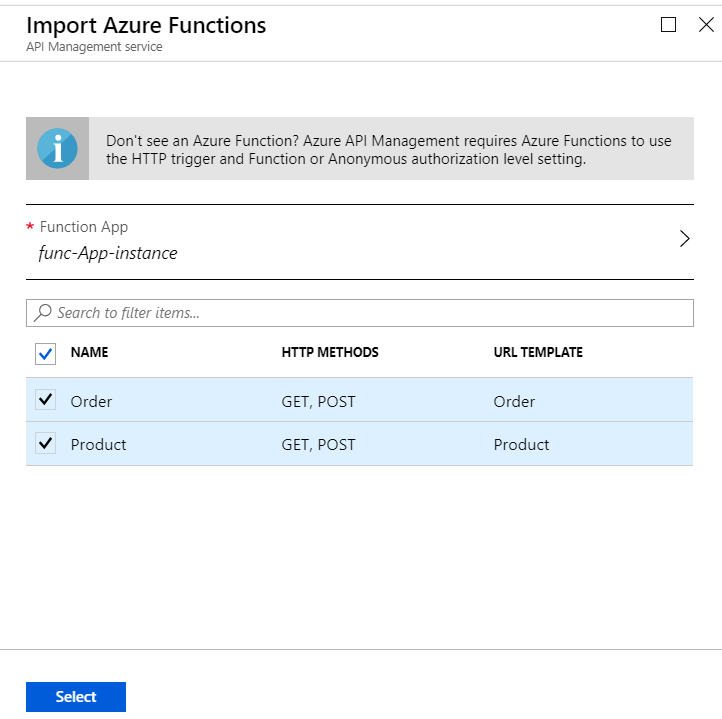 Import Azure Functions
API Management service
Don't see an Azure Function? Azure API Management requires Azure Functions to use
the HTTP trigger and Function or Anonymous authorization level setting.
* Function App
func-App-instance
Search to filter items...
NAME HTTP METHODS URL TEMPLATE
Order GET, POST Order
Product GET, POST Product
Select